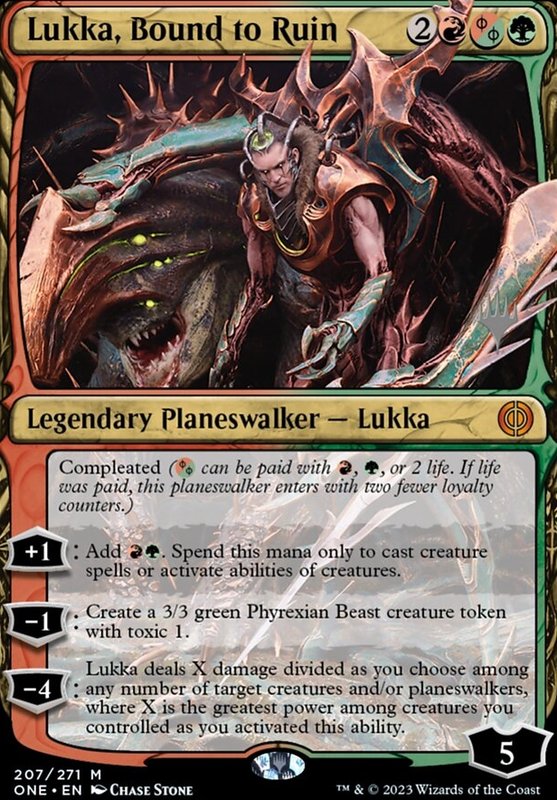 Lukka, Bound to Ruin 2
Legendary Planeswalker — Lukka
Compleated ( can be paid with , , or 2 life. If life
was paid, this planeswalker enters with two fewer loyalty
counters.)
+1 : Add . Spend this mana only to cast creature
spells or activate abilities of creatures.
−1 : Create a 3/3 green Phyrexian Beast creature token
with toxic 1.
−4 : Lukka deals X damage divided as you choose among
any number of target creatures and/or planeswalkers,
where X is the greatest power among creatures you
controlled as you activated this ability.
5
207/271 M
ONE • EN CHASE STONE
™ & © 2023 Wizards of the Coast